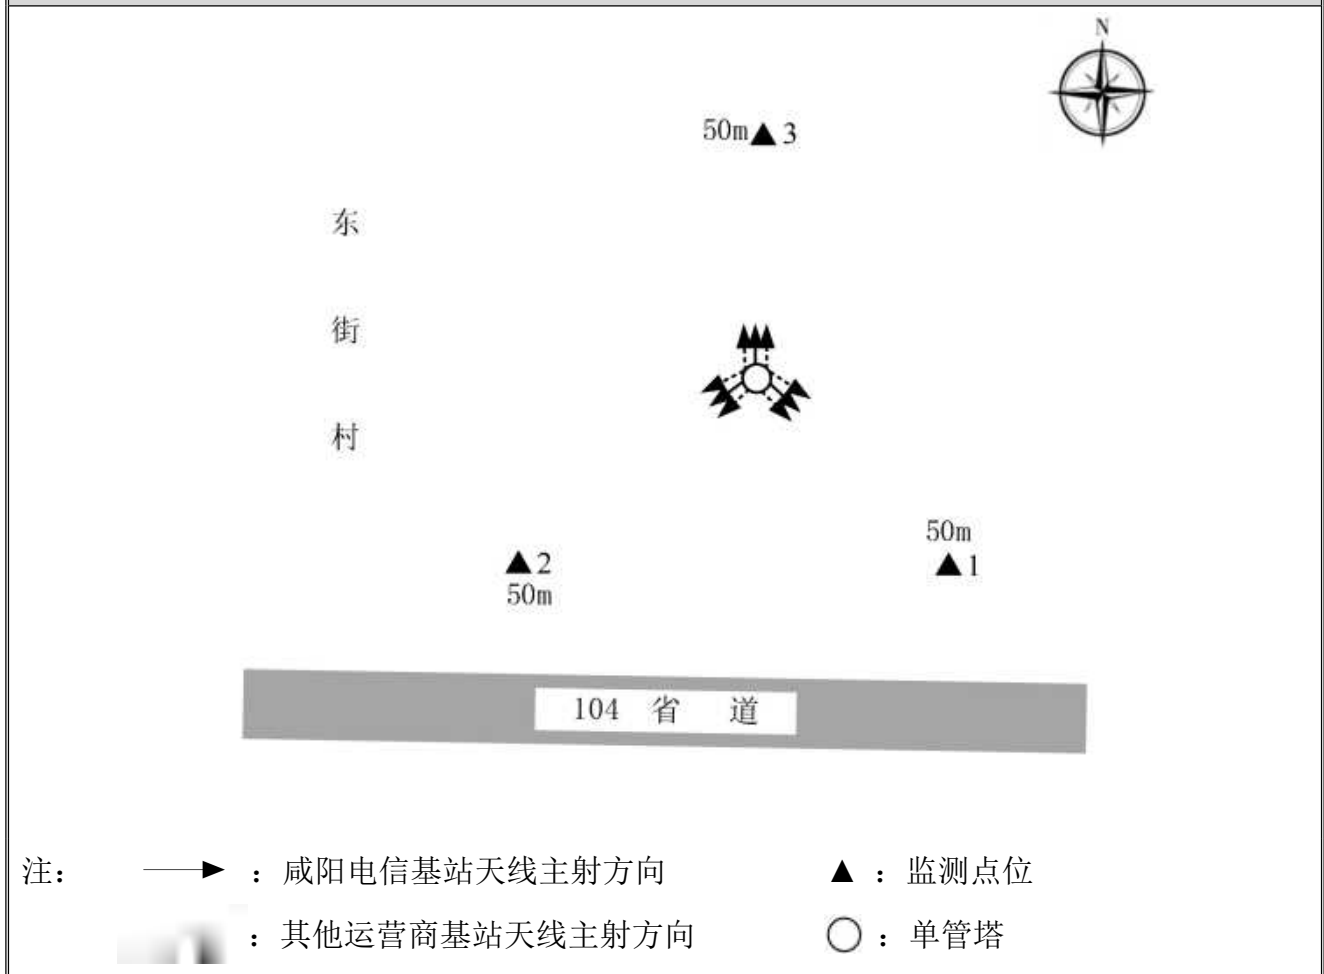 N
50m▲3
东
街
村
50m
▲1
▲2
50m
104 省 道
注： ：咸阳电信基站天线主射方向 ▲：监测点位
：其他运营商基站天线主射方向 ○：单管塔